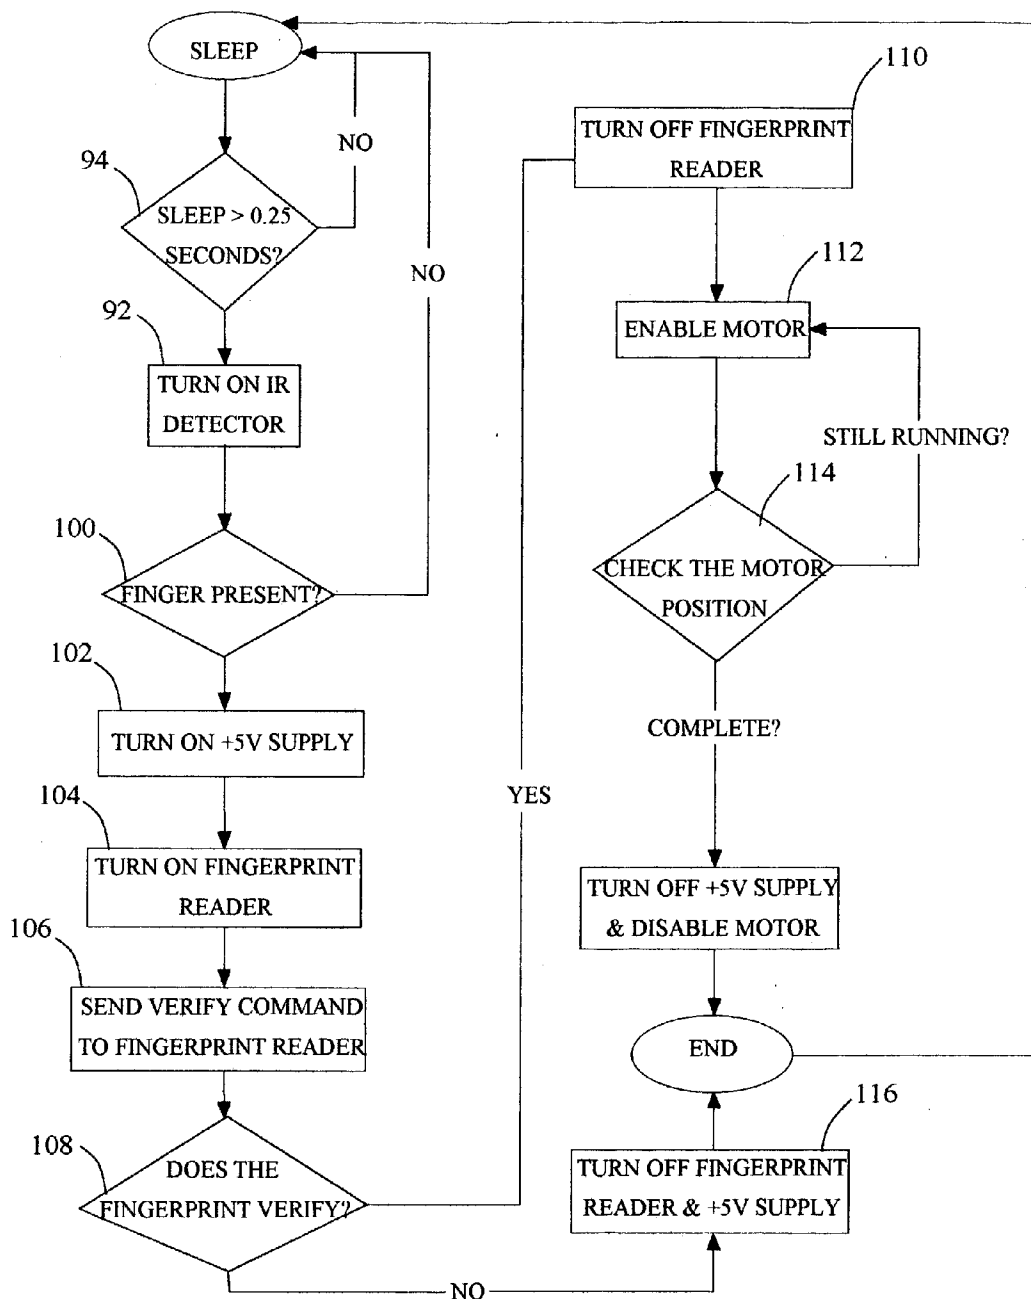 SLEEP
94
SLEEP > 0.25
SECONDS?
NO
NO
92
TURN ON IR
DETECTOR
100
FINGER PRESENT?
102
TURN ON +5V SUPPLY
104
TURN ON FINGERPRINT
READER
106
SEND VERIFY COMMAND
TO FINGERPRINT READER
108
DOES THE
FINGERPRINT VERIFY?
YES
NO
110
TURN OFF FINGERPRINT
READER
112
ENABLE MOTOR
STILL RUNNING?
114
CHECK THE MOTOR
POSITION
COMPLETE?
TURN OFF +5V SUPPLY
& DISABLE MOTOR
END
116
TURN OFF FINGERPRINT
READER & +5V SUPPLY